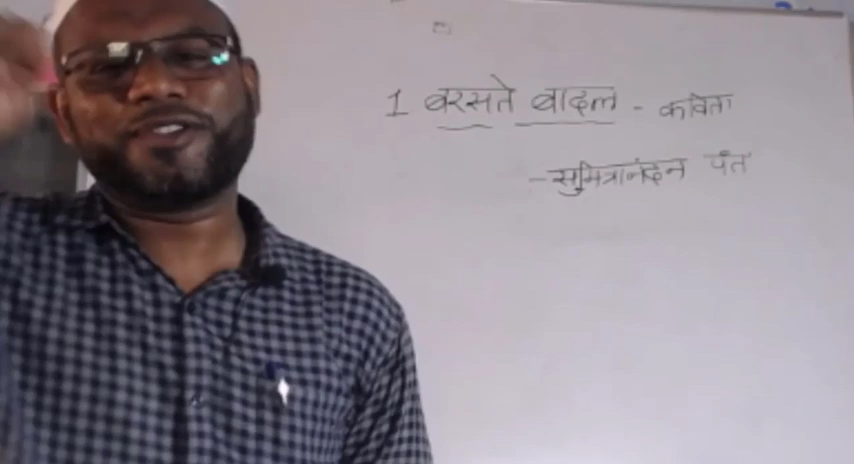 1 बरसते बादल - कविता
- सुमित्रानंदन पंत